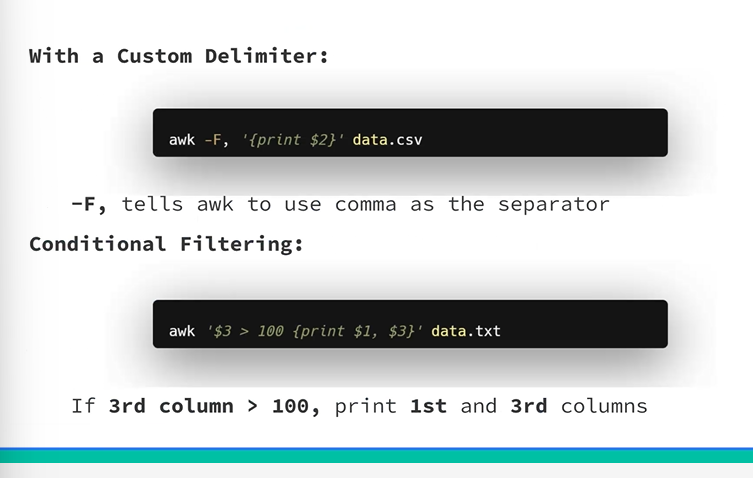 With a Custom Delimiter:
awk -F, '{print $2}' data.csv
-F, tells awk to use comma as the separator
Conditional Filtering:
awk '$3 > 100 {print $1, $3}' data.txt
If 3rd column > 100, print 1st and 3rd columns